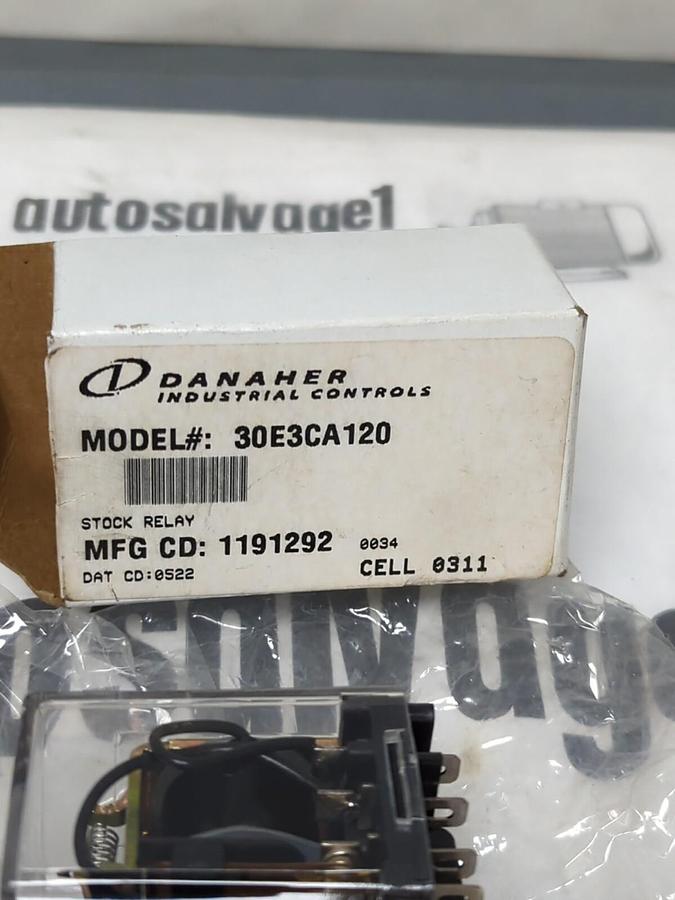 autosalvage1
DANAHER
INDUSTRIAL CONTROLS
MODEL#: 30E3CA120
STOCK RELAY
MFG CD: 1191292 0034
DAT CD:0522 CELL 0311